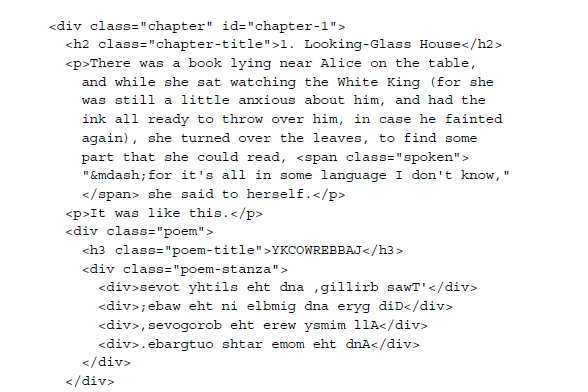 <div class="chapter" id="chapter-1">
<h2 class="chapter-title">1. Looking-Glass House</h2>
<p>There was a book lying near Alice on the table,
and while she sat watching the White King (for she
was still a little anxious about him, and had the
ink all ready to throw over him, in case he fainted
again), she turned over the leaves, to find some
part that she could read, <span class="spoken">
"&mdash;for it's all in some language I don't know,"
</span> she said to herself.</p>
<p>It was like this.</p>
<div class="poem">
<h3 class="poem-title">YKCOWREBBAJ</h3>
<div class="poem-stanza">
<div>sevot yhtils eht dna ,gillirb sawT'</div>
<div>;ebaw eht ni elbmig dna eryg diD</div>
<div>,sevogorob eht erew ysmim llA</div>
<div>.ebargtuo shtar emom eht dnA</div>
</div>
</div>